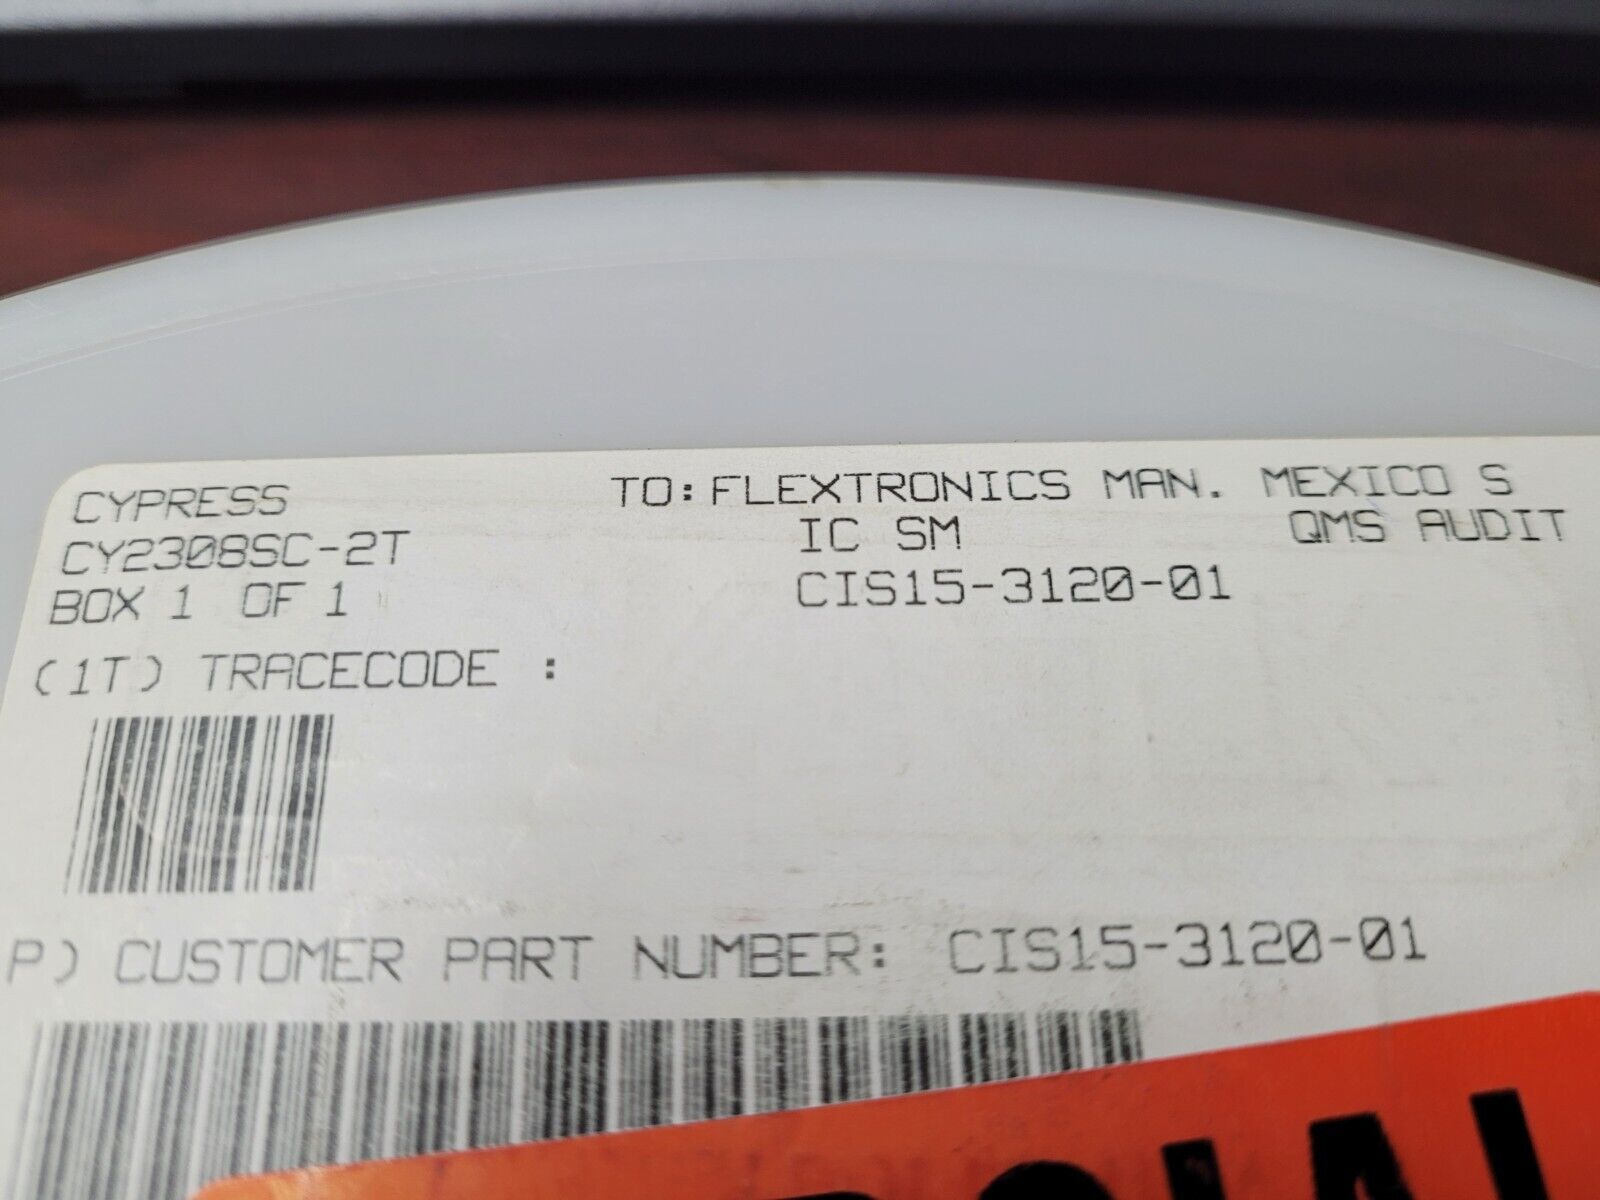 CYPRESS TO: FLEXTRONICS MAN. MEXICO S
CY2308SC-2T IC SM QMS AUDIT
BOX 1 OF 1 CIS15-3120-01
(1T) TRACECODE :
P) CUSTOMER PART NUMBER: CIS15-3120-01